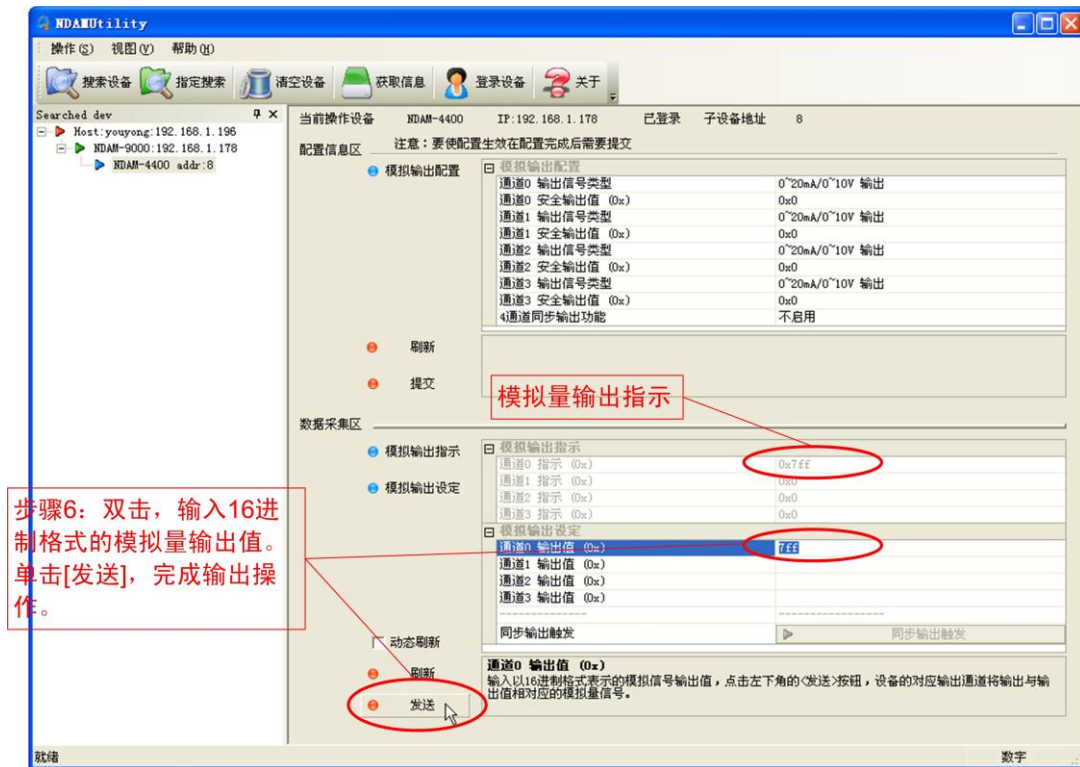 NDAMUtility
操作(S) 视图(V) 帮助(H)
搜索设备 指定搜索 清空设备 获取信息 登录设备 关于
Searched dev
Host:youyong:192.168.1.196
NDAM-9000:192.168.1.178
NDAM-4400 addr:8
当前操作设备 NDAM-4400 IP:192.168.1.178 已登录 子设备地址 8
配置信息区 注意：要使配置生效在配置完成后需要提交
模拟输出配置
模拟输出配置
通道0 输出信号类型 0~20mA/0~10V 输出
通道0 安全输出值 (0x) 0x0
通道1 输出信号类型 0~20mA/0~10V 输出
通道1 安全输出值 (0x) 0x0
通道2 输出信号类型 0~20mA/0~10V 输出
通道2 安全输出值 (0x) 0x0
通道3 输出信号类型 0~20mA/0~10V 输出
通道3 安全输出值 (0x) 0x0
4通道同步输出功能 不启用
刷新
提交
模拟量输出指示
数据采集区
模拟输出指示
模拟输出设定
模拟输出指示
通道0 指示 (0x) 0x7ff
通道1 指示 (0x) 0x0
通道2 指示 (0x) 0x0
通道3 指示 (0x) 0x0
模拟输出设定
通道0 输出值 (0x) 7ff
通道1 输出值 (0x)
通道2 输出值 (0x)
通道3 输出值 (0x)
同步输出触发 同步输出触发
步骤6：双击，输入16进
制格式的模拟量输出值。
单击[发送]，完成输出操
作。
动态刷新
刷新
发送
通道0 输出值 (0x)
输入以16进制格式表示的模拟信号输出值，点击左下角的<发送>按钮，设备的对应输出通道将输出与输
出值相对应的模拟量信号。
就绪 数字